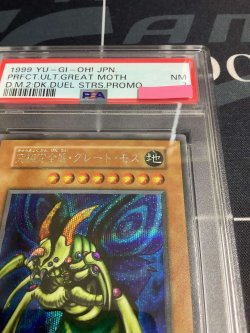 1999 YU-GI-OH! JPN.
PRFCT.ULT.GREAT MOTH NM
D M 2:DK.DUEL STRS.PROMO
PSA
究極完全態・グレート・モス 地